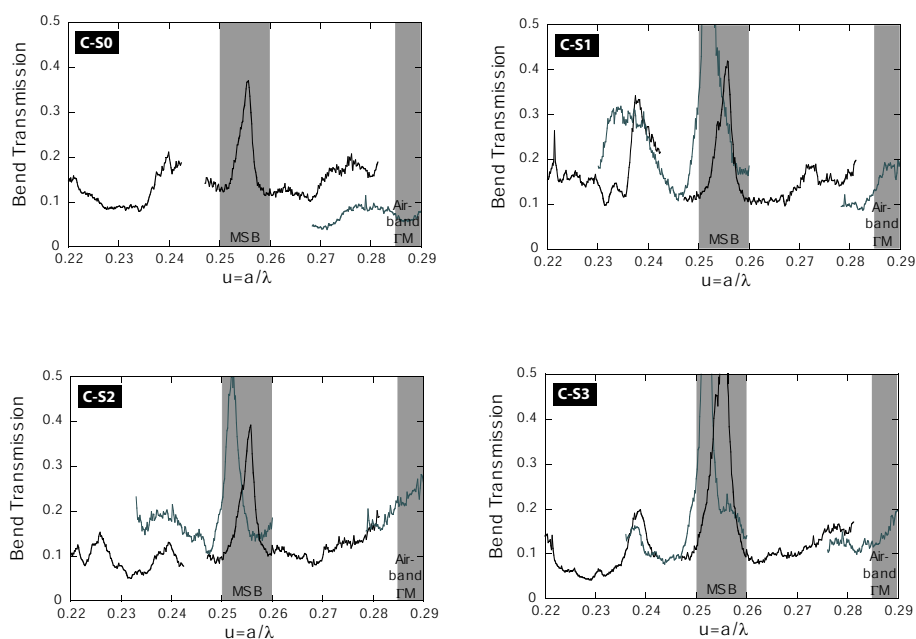 C-S0
0.5
0.4
0.3
0.2
0.1
0
Bend Transmission
MSB
Air-
band
ΓM
0.22 0.23 0.24 0.25 0.26 0.27 0.28 0.29
u=a/λ
C-S1
0.5
0.4
0.3
0.2
0.1
0
Bend Transmission
MSB
Air-
band
ΓM
0.22 0.23 0.24 0.25 0.26 0.27 0.28 0.29
u=a/λ
C-S2
0.5
0.4
0.3
0.2
0.1
0
Bend Transmission
MSB
Air-
band
ΓM
0.22 0.23 0.24 0.25 0.26 0.27 0.28 0.29
u=a/λ
C-S3
0.5
0.4
0.3
0.2
0.1
0
Bend Transmission
MSB
Air-
band
ΓM
0.22 0.23 0.24 0.25 0.26 0.27 0.28 0.29
u=a/λ